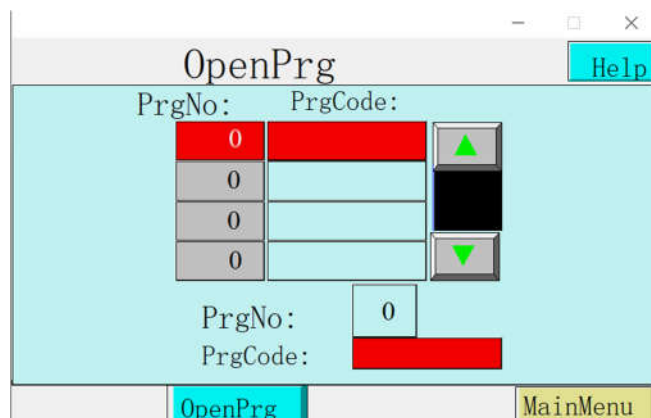 OpenPrg
Help
PrgNo: PrgCode:
0
0
0
0
PrgNo: 0
PrgCode:
OpenPrg
MainMenu